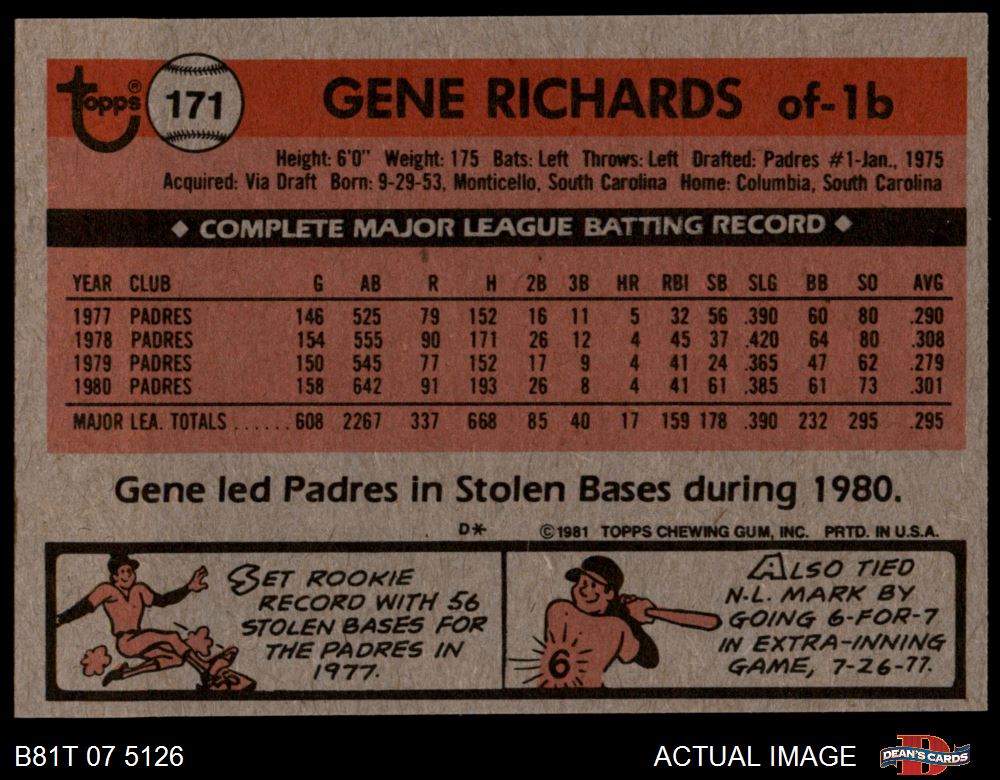 Topps® 171 GENE RICHARDS of-1b
Height: 6'0" Weight: 175 Bats: Left Throws: Left Drafted: Padres #1-Jan., 1975
Acquired: Via Draft Born: 9-29-53, Monticello, South Carolina Home: Columbia, South Carolina
◆ COMPLETE MAJOR LEAGUE BATTING RECORD ◆
YEAR CLUB G AB R H 2B 3B HR RBI SB SLG BB SO AVG
1977 PADRES 146 525 79 152 16 11 5 32 56 .390 60 80 .290
1978 PADRES 154 555 90 171 26 12 4 45 37 .420 64 80 .308
1979 PADRES 150 545 77 152 17 9 4 41 24 .365 47 62 .279
1980 PADRES 158 642 91 193 26 8 4 41 61 .385 61 73 .301
MAJOR LEA. TOTALS ...... 608 2267 337 668 85 40 17 159 178 .390 232 295 .295
Gene led Padres in Stolen Bases during 1980.
D* ©1981 TOPPS CHEWING GUM, INC. PRTD. IN U.S.A.
SET ROOKIE
RECORD WITH 56
STOLEN BASES FOR
THE PADRES IN
1977.
6
ALSO TIED
N.L. MARK BY
GOING 6-FOR-7
IN EXTRA-INNING
GAME, 7-26-77.
B81T 07 5126 ACTUAL IMAGE D DEAN'S CARDS